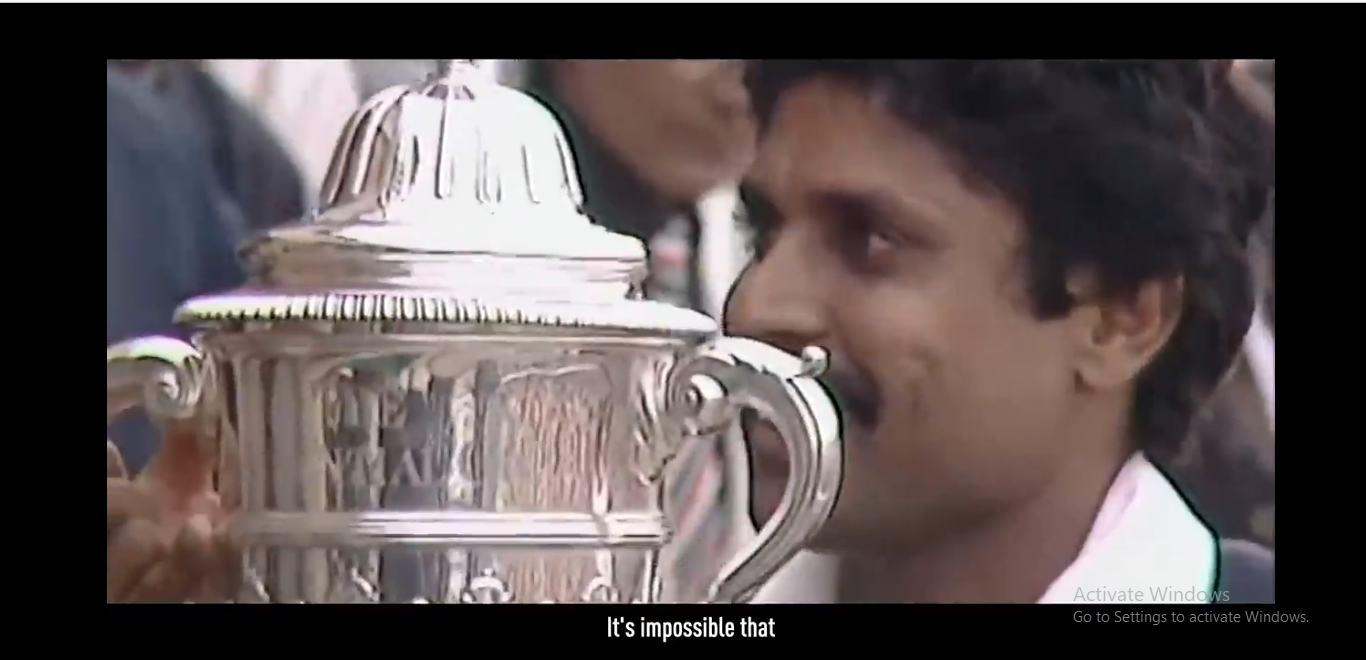 Activate Windows
Go to Settings to activate Windows.
It's impossible that